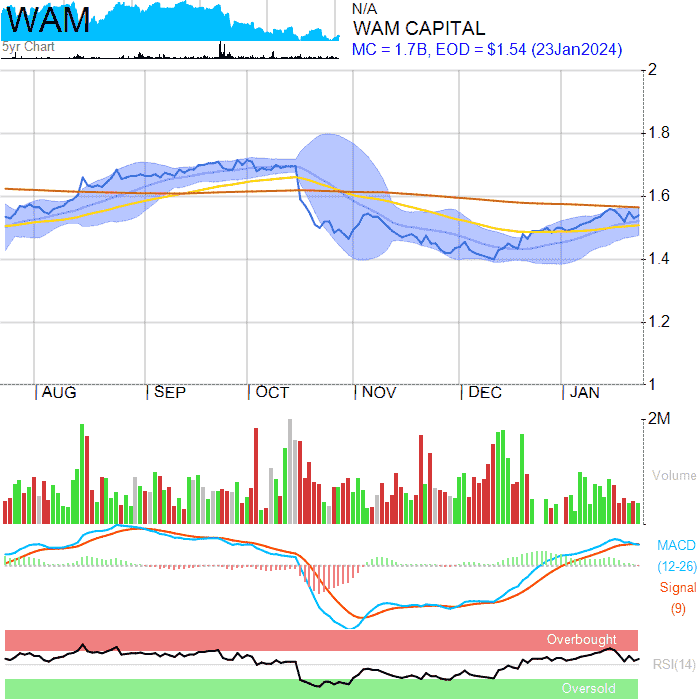 WAM
5yr Chart
N/A
WAM CAPITAL
MC = 1.7B, EOD = $1.54 (23Jan2024)
2
1.8
1.6
1.4
1.2
1
AUG SEP OCT NOV DEC JAN
2M
Volume
MACD
(12-26)
Signal
(9)
Overbought
RSI(14)
Oversold